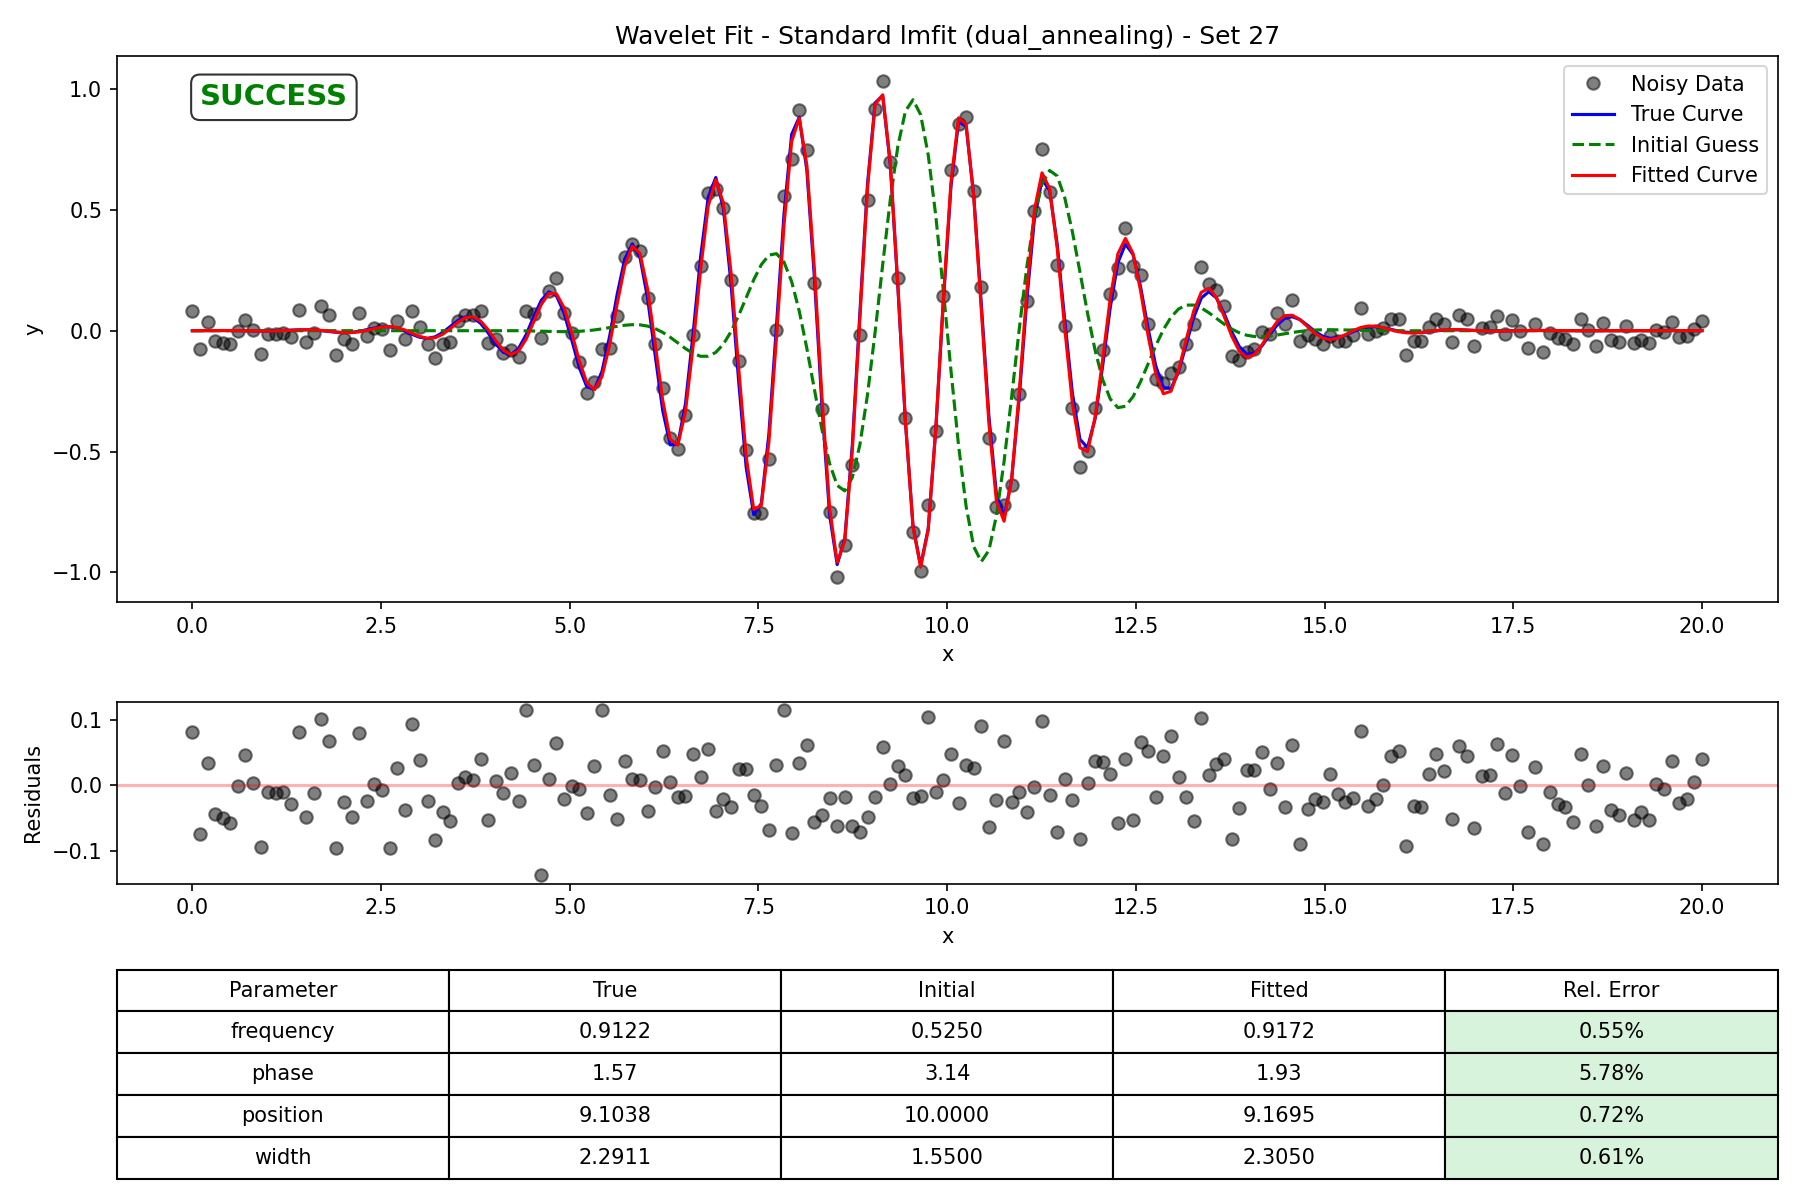 Wavelet Fit - Standard lmfit (dual_annealing) - Set 27
SUCCESS
Noisy Data
True Curve
Initial Guess
Fitted Curve
y
1.0
0.5
0.0
−0.5
−1.0
0.0 2.5 5.0 7.5 10.0 12.5 15.0 17.5 20.0
x
Residuals
0.1
0.0
−0.1
0.0 2.5 5.0 7.5 10.0 12.5 15.0 17.5 20.0
x
Parameter True Initial Fitted Rel. Error
frequency 0.9122 0.5250 0.9172 0.55%
phase 1.57 3.14 1.93 5.78%
position 9.1038 10.0000 9.1695 0.72%
width 2.2911 1.5500 2.3050 0.61%